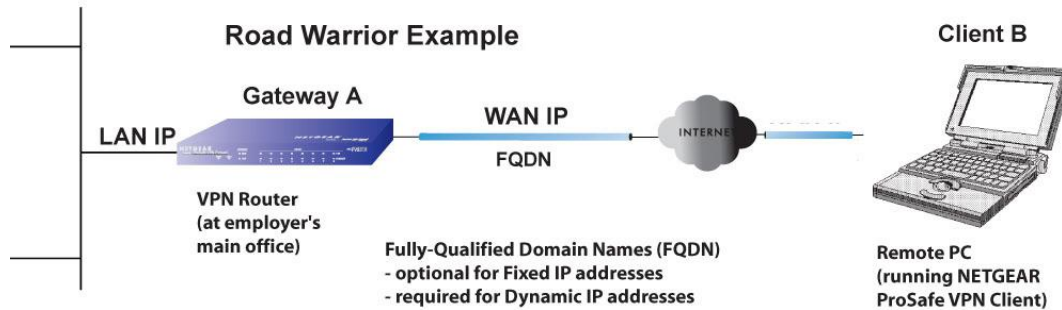 Road Warrior Example
Client B
Gateway A
LAN IP
WAN IP
INTERNET
FQDN
NETGEAR
VPN Router
(at employer's
main office)
Fully-Qualified Domain Names (FQDN)
- optional for Fixed IP addresses
- required for Dynamic IP addresses
Remote PC
(running NETGEAR
ProSafe VPN Client)